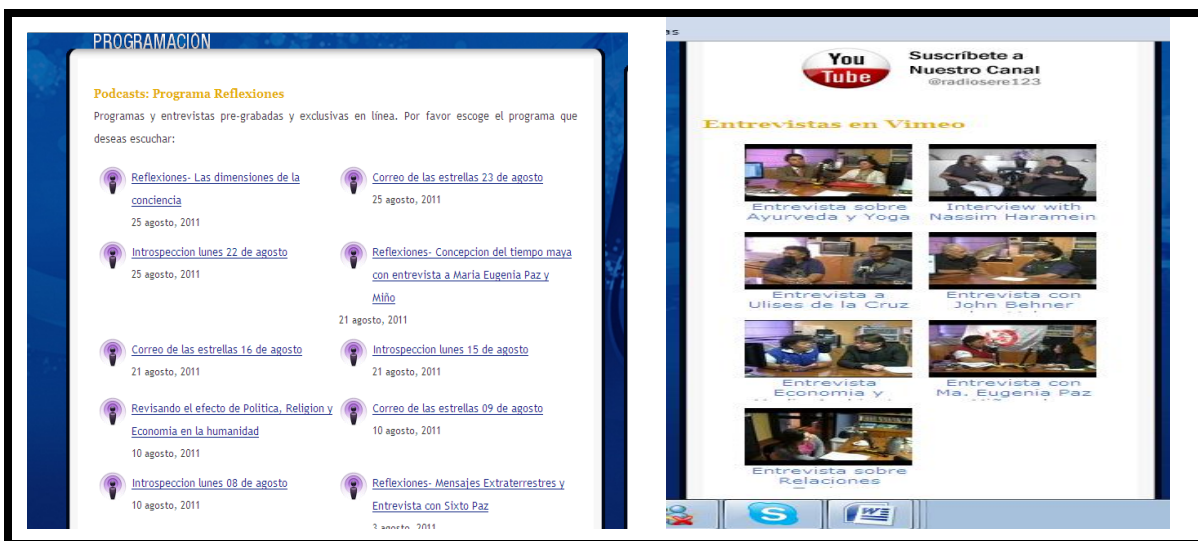 PROGRAMACIÓN
Podcasts: Programa Reflexiones
Programas y entrevistas pre-grabadas y exclusivas en línea. Por favor escoge el programa que
deseas escuchar:
Reflexiones- Las dimensiones de la
conciencia
25 agosto, 2011
Correo de las estrellas 23 de agosto
25 agosto, 2011
Introspeccion lunes 22 de agosto
25 agosto, 2011
Reflexiones- Concepcion del tiempo maya
con entrevista a Maria Eugenia Paz y
Miño
21 agosto, 2011
Correo de las estrellas 16 de agosto
21 agosto, 2011
Introspeccion lunes 15 de agosto
21 agosto, 2011
Revisando el efecto de Politica, Religion y
Economia en la humanidad
10 agosto, 2011
Correo de las estrellas 09 de agosto
10 agosto, 2011
Introspeccion lunes 08 de agosto
10 agosto, 2011
Reflexiones- Mensajes Extraterrestres y
Entrevista con Sixto Paz
3 agosto, 2011
You
Tube
Suscríbete a
Nuestro Canal
@radiosere123
Entrevistas en Vimeo
Entrevista sobre
Ayurveda y Yoga
Interview with
Nassim Haramein
Entrevista a
Ulises de la Cruz
Entrevista con
John Behner
Entrevista
Economia y
Entrevista con
Ma. Eugenia Paz
Entrevista sobre
Relaciones